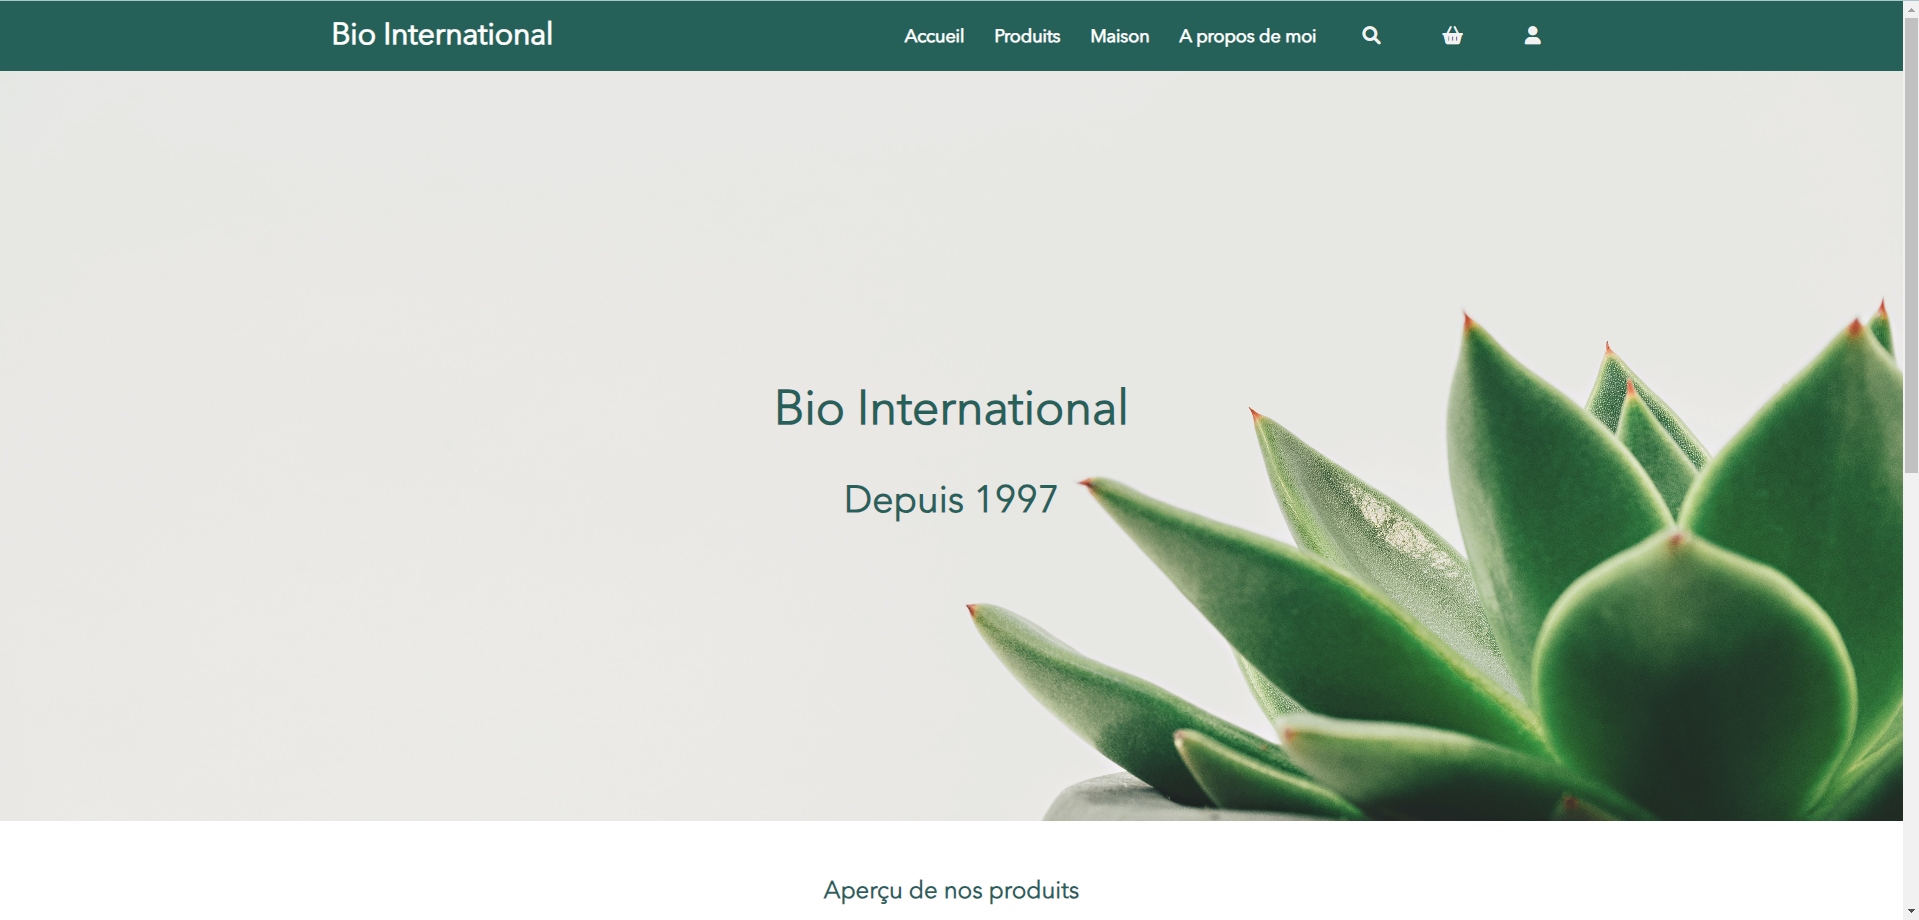 Bio International
Accueil Produits Maison A propos de moi
Bio International
Depuis 1997
Aperçu de nos produits